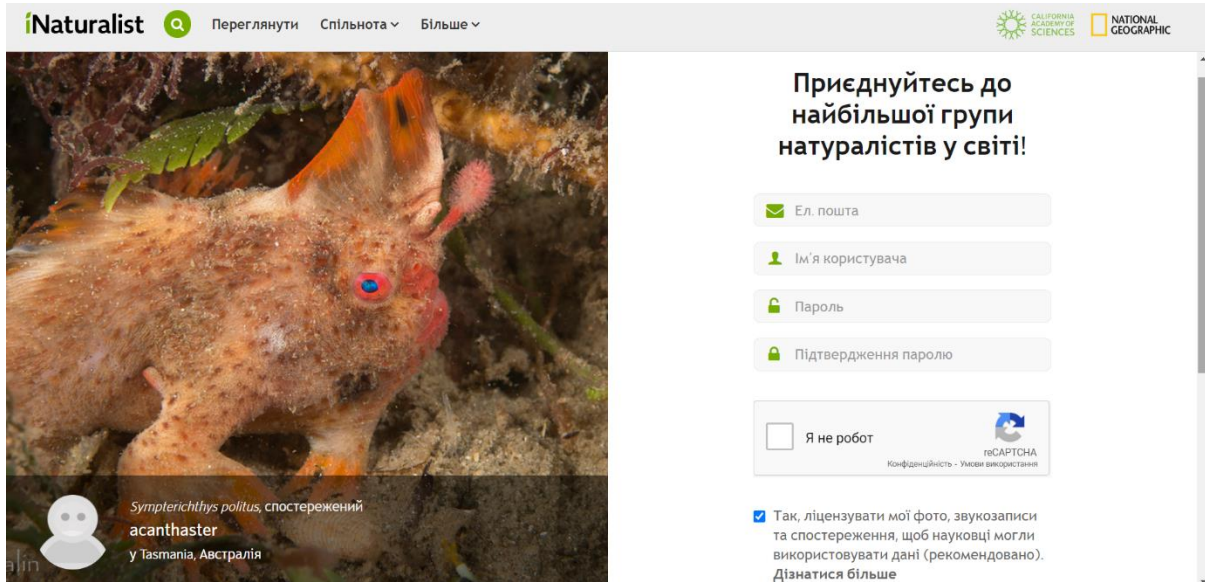 iNaturalist
Переглянути
Спільнота
Більше
CALIFORNIA
ACADEMY OF
SCIENCES
NATIONAL
GEOGRAPHIC
Sympterichthys politus, спостережений
acanthaster
у Tasmania, Австралія
Приєднуйтесь до
найбільшої групи
натуралістів у світі!
Ел. пошта
Ім'я користувача
Пароль
Підтвердження паролю
Я не робот
reCAPTCHA
Конфіденційність - Умови використання
Так, ліцензувати мої фото, звукозаписи
та спостереження, щоб науковці могли
використовувати дані (рекомендовано).
Дізнатися більше